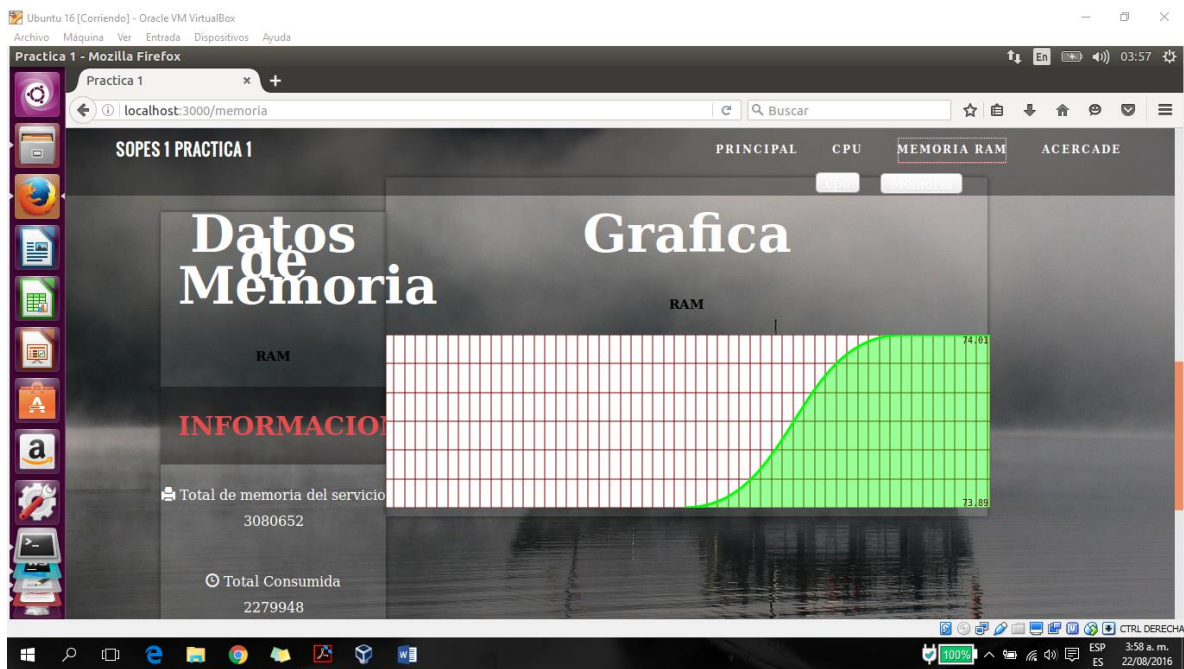 Ubuntu 16 [Corriendo] - Oracle VM VirtualBox
Archivo Máquina Ver Entrada Dispositivos Ayuda
Practica 1 - Mozilla Firefox
En
03:57
Practica 1
localhost:3000/memoria
Buscar
SOPES 1 PRACTICA 1
PRINCIPAL CPU MEMORIA RAM ACERCADE
Cpu Memoria
Datos de Memoria
Grafica
RAM
74.01
73.89
RAM
INFORMACION
Total de memoria del servicio
3080652
Total Consumida
2279948
CTRL DERECHA
100%
ESP
ES
3:58 a. m.
22/08/2016